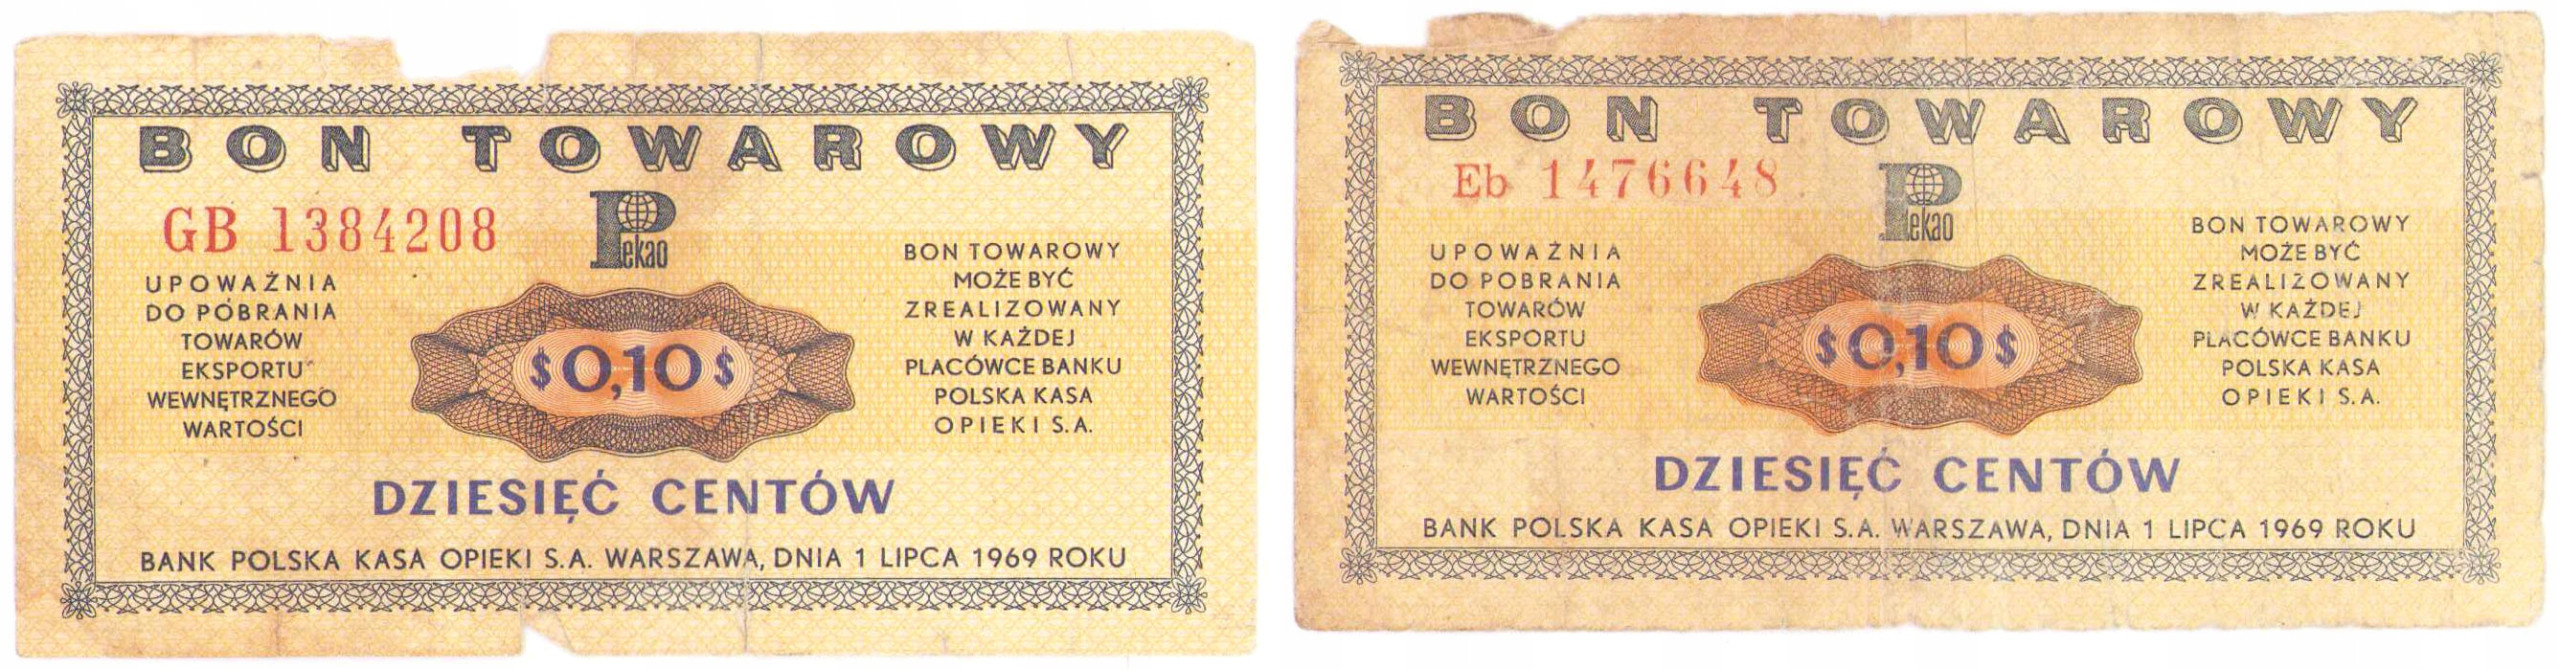 BON TOWAROWY
GB 1384208
Pekao
UPOWAŻNIA
DO POBRANIA
TOWARÓW
EKSPORTU
WEWNĘTRZNEGO
WARTOŚCI
$0,10$
BON TOWAROWY
MOŻE BYĆ
ZREALIZOWANY
W KAŻDEJ
PLACÓWCE BANKU
POLSKA KASA
OPIEKI S.A.
DZIESIĘĆ CENTÓW
BANK POLSKA KASA OPIEKI S.A. WARSZAWA, DNIA 1 LIPCA 1969 ROKU
BON TOWAROWY
Eb 1476648
Pekao
UPOWAŻNIA
DO POBRANIA
TOWARÓW
EKSPORTU
WEWNĘTRZNEGO
WARTOŚCI
$0,10$
BON TOWAROWY
MOŻE BYĆ
ZREALIZOWANY
W KAŻDEJ
PLACÓWCE BANKU
POLSKA KASA
OPIEKI S.A.
DZIESIĘĆ CENTÓW
BANK POLSKA KASA OPIEKI S.A. WARSZAWA, DNIA 1 LIPCA 1969 ROKU